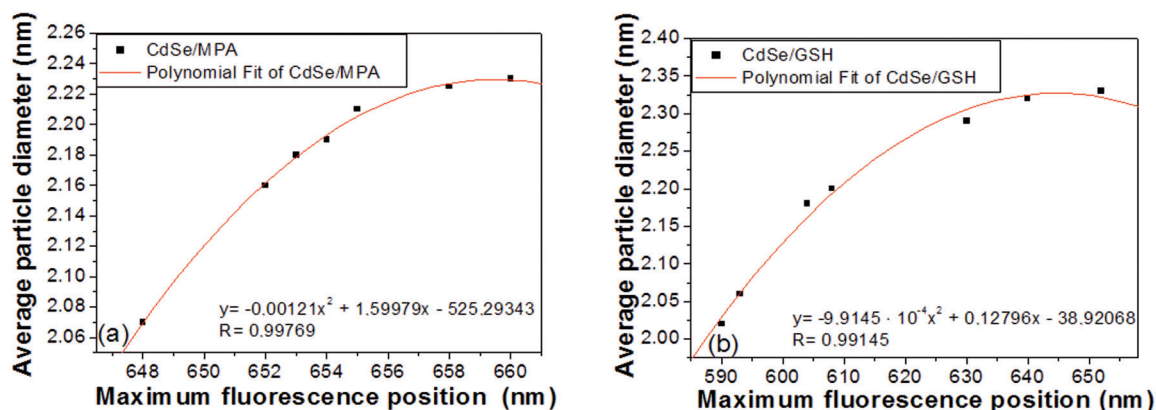 2.26
2.24
2.22
2.20
2.18
2.16
2.14
2.12
2.10
2.08
2.06
Average particle diameter (nm)
CdSe/MPA
Polynomial Fit of CdSe/MPA
y= -0.00121x² + 1.59979x - 525.29343
R= 0.99769
(a)
648 650 652 654 656 658 660
Maximum fluorescence position (nm)
2.40
2.35
2.30
2.25
2.20
2.15
2.10
2.05
2.00
Average particle diameter (nm)
CdSe/GSH
Polynomial Fit of CdSe/GSH
y= -9.9145 · 10⁻⁴x² + 0.12796x - 38.92068
R= 0.99145
(b)
590 600 610 620 630 640 650
Maximum fluorescence position (nm)